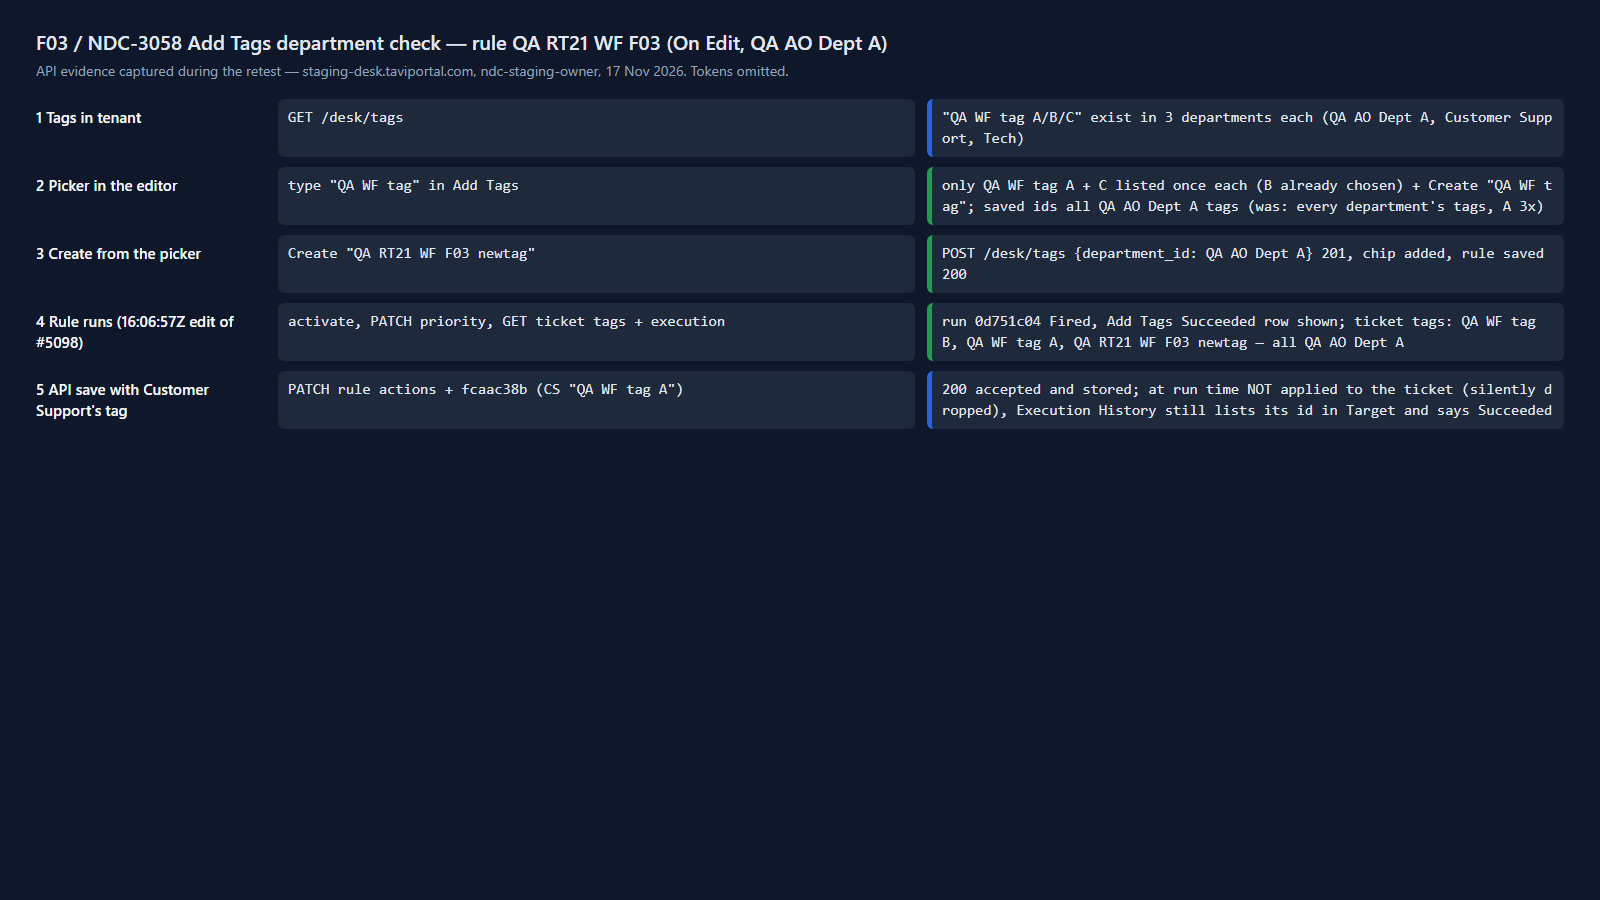 F03 / NDC-3058 Add Tags department check — rule QA RT21 WF F03 (On Edit, QA AO Dept A)
API evidence captured during the retest — staging-desk.taviportal.com, ndc-staging-owner, 17 Nov 2026. Tokens omitted.
1 Tags in tenant
GET /desk/tags
"QA WF tag A/B/C" exist in 3 departments each (QA AO Dept A, Customer Supp
ort, Tech)
2 Picker in the editor
type "QA WF tag" in Add Tags
only QA WF tag A + C listed once each (B already chosen) + Create "QA WF t
ag"; saved ids all QA AO Dept A tags (was: every department's tags, A 3x)
3 Create from the picker
Create "QA RT21 WF F03 newtag"
POST /desk/tags {department_id: QA AO Dept A} 201, chip added, rule saved
200
4 Rule runs (16:06:57Z edit of
#5098)
activate, PATCH priority, GET ticket tags + execution
run 0d751c04 Fired, Add Tags Succeeded row shown; ticket tags: QA WF tag
B, QA WF tag A, QA RT21 WF F03 newtag — all QA AO Dept A
5 API save with Customer
Support's tag
PATCH rule actions + fcaac38b (CS "QA WF tag A")
200 accepted and stored; at run time NOT applied to the ticket (silently d
ropped), Execution History still lists its id in Target and says Succeeded